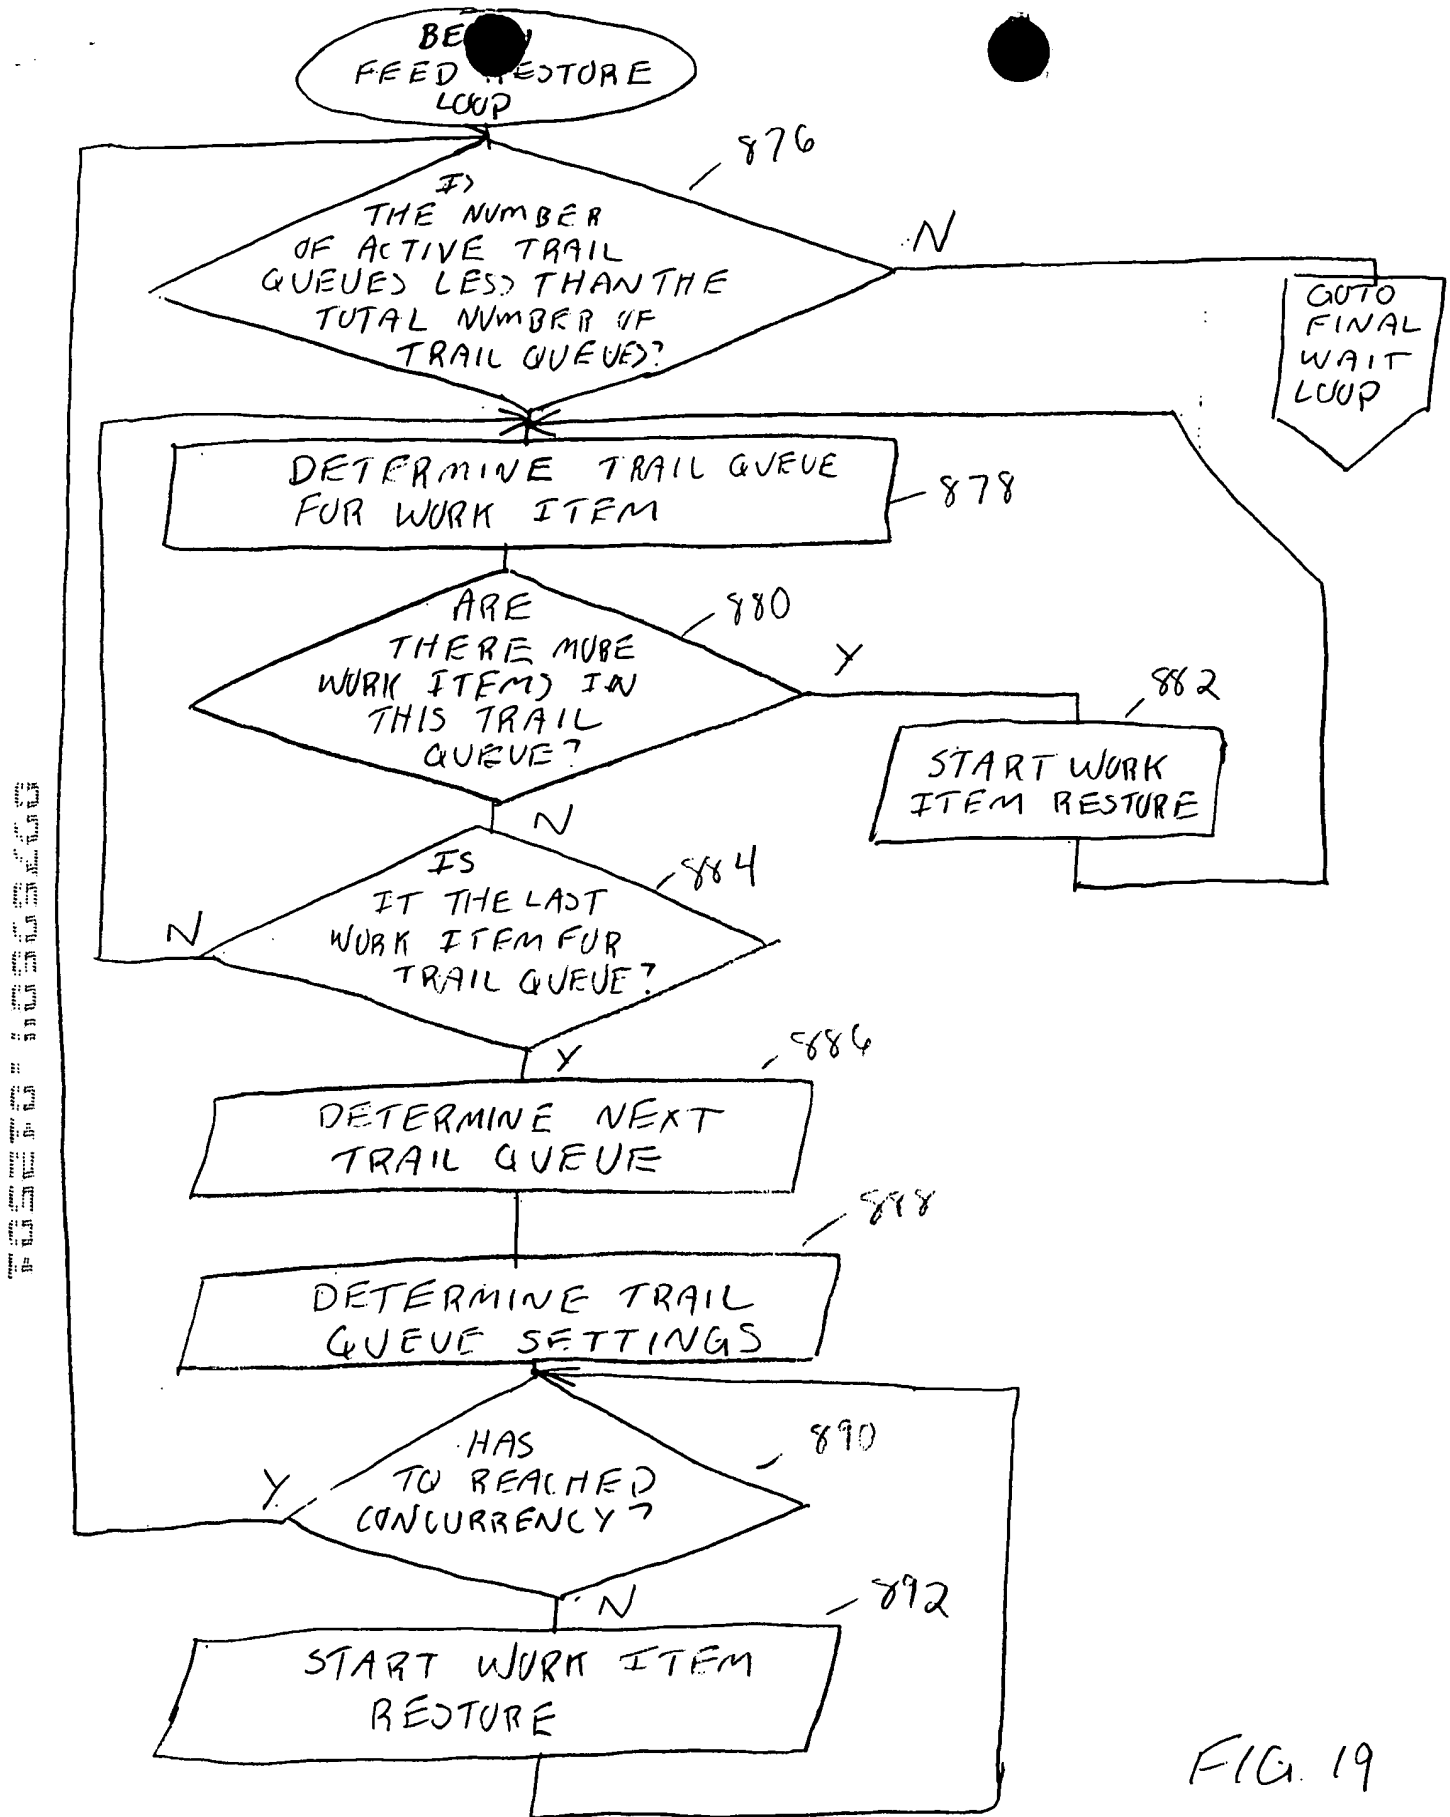 FEED RESTORE
LOOP
876
IS
THE NUMBER
OF ACTIVE TRAIL
QUEUES LESS THAN THE
TOTAL NUMBER OF
TRAIL QUEUES?
N
GOTO
FINAL
WAIT
LOOP
DETERMINE TRAIL QUEUE
FOR WORK ITEM
878
ARE
THERE MORE
WORK ITEMS IN
THIS TRAIL
QUEUE?
880
Y
882
START WORK
ITEM RESTORE
N
IS
IT THE LAST
WORK ITEM FOR
TRAIL QUEUE?
884
N
Y
886
DETERMINE NEXT
TRAIL QUEUE
DETERMINE TRAIL
QUEUE SETTINGS
HAS
TQ REACHED
CONCURRENCY?
890
Y
N
892
START WORK ITEM
RESTORE
FIG. 19